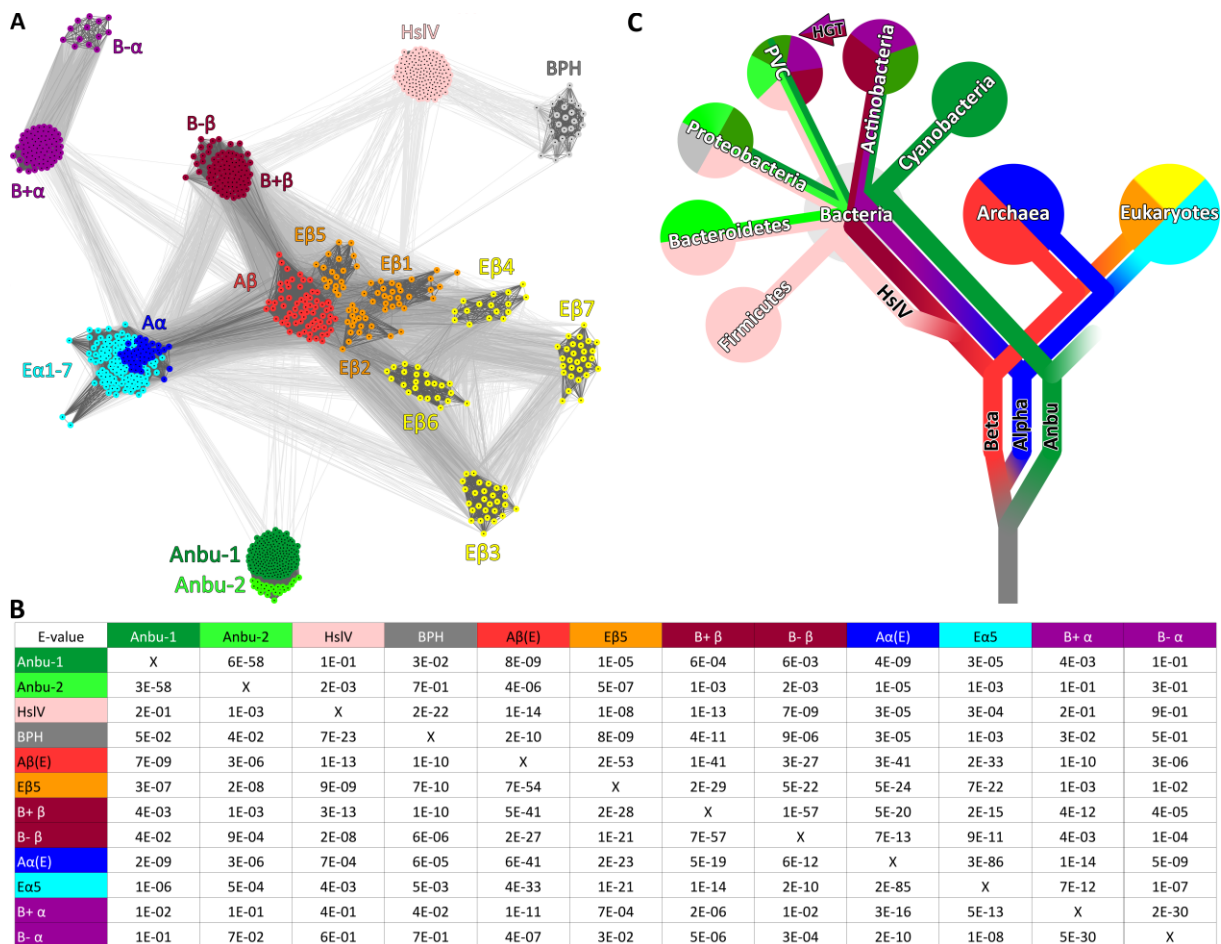 A
B-α
HslV
BPH
B-β
B+α
B+β
Eβ5
Aβ
Eβ1
Eβ4
Eβ7
Aα
Eα1-7
Eβ2
Eβ6
Anbu-1
Anbu-2
Eβ3
C
HGT
PVC
Actinobacteria
Cyanobacteria
Proteobacteria
Bacteria
Archaea
Eukaryotes
Bacteroidetes
HslV
Firmicutes
Beta
Alpha
Anbu
B
E-value Anbu-1 Anbu-2 HslV BPH Aβ(E) Eβ5 B+ β B- β Aα(E) Eα5 B+ α B- α
Anbu-1 X 6E-58 1E-01 3E-02 8E-09 1E-05 6E-04 6E-03 4E-09 3E-05 4E-03 1E-01
Anbu-2 3E-58 X 2E-03 7E-01 4E-06 5E-07 1E-03 2E-03 1E-05 1E-03 1E-01 3E-01
HslV 2E-01 1E-03 X 2E-22 1E-14 1E-08 1E-13 7E-09 3E-05 3E-04 2E-01 9E-01
BPH 5E-02 4E-02 7E-23 X 2E-10 8E-09 4E-11 9E-06 3E-05 1E-03 3E-02 5E-01
Aβ(E) 7E-09 3E-06 1E-13 1E-10 X 2E-53 1E-41 3E-27 3E-41 2E-33 1E-10 3E-06
Eβ5 3E-07 2E-08 9E-09 7E-10 7E-54 X 2E-29 5E-22 5E-24 7E-22 1E-03 1E-02
B+ β 4E-03 1E-03 3E-13 1E-10 5E-41 2E-28 X 1E-57 5E-20 2E-15 4E-12 4E-05
B- β 4E-02 9E-04 2E-08 6E-06 2E-27 1E-21 7E-57 X 7E-13 9E-11 4E-03 1E-04
Aα(E) 2E-09 3E-06 7E-04 6E-05 6E-41 2E-23 5E-19 6E-12 X 3E-86 1E-14 5E-09
Eα5 1E-06 5E-04 4E-03 5E-03 4E-33 1E-21 1E-14 2E-10 2E-85 X 7E-12 1E-07
B+ α 1E-02 1E-01 4E-01 4E-02 1E-11 7E-04 2E-06 1E-02 3E-16 5E-13 X 2E-30
B- α 1E-01 7E-02 6E-01 7E-01 4E-07 3E-02 5E-06 3E-04 2E-10 1E-08 5E-30 X